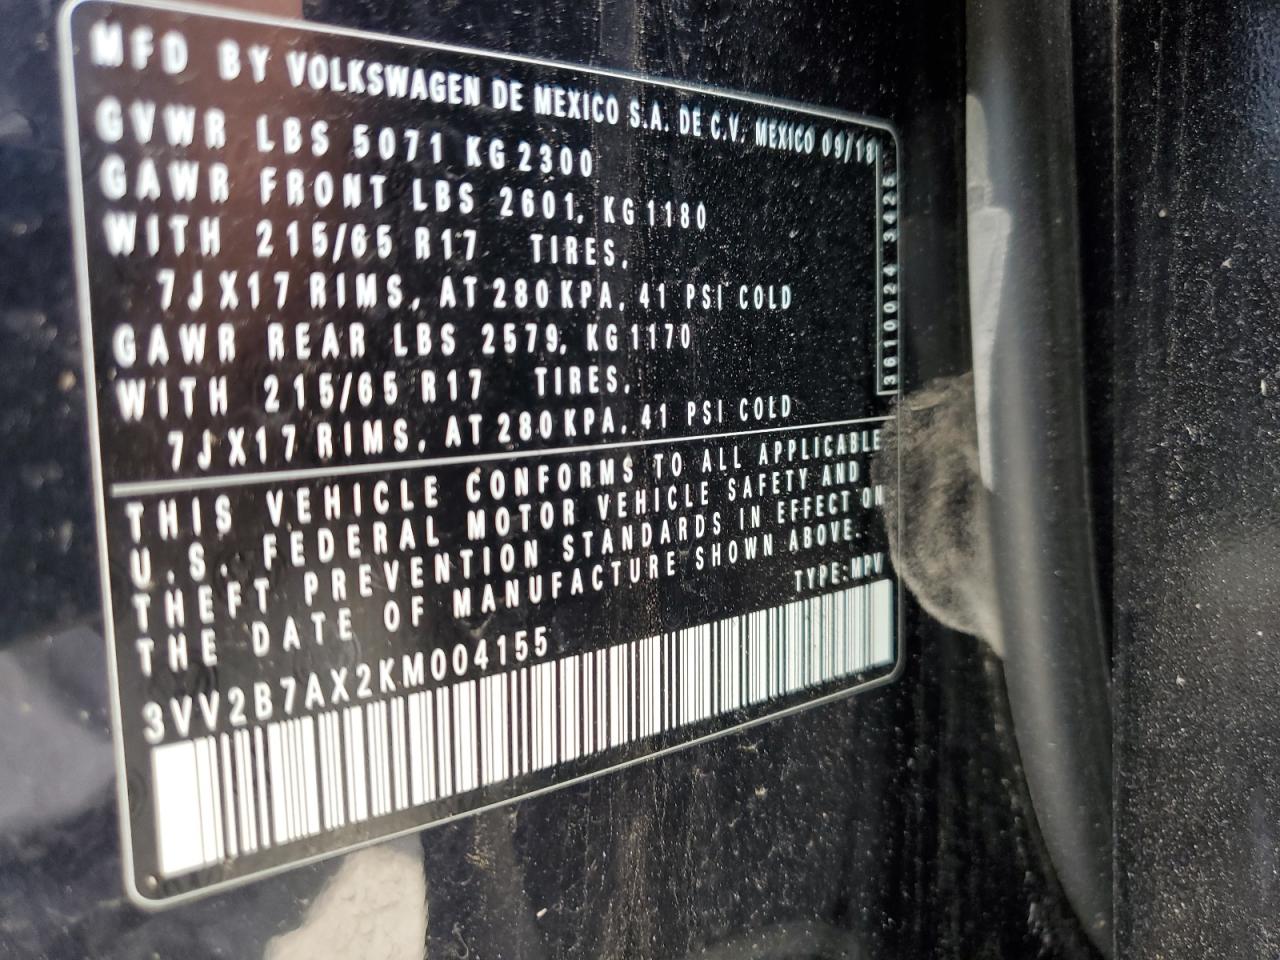 MFD BY VOLKSWAGEN DE MEXICO S.A. DE C.V. MEXICO 09/18
GVWR LBS 5071 KG 2300
GAWR FRONT LBS 2601, KG 1180
WITH 215/65 R17 TIRES,
7JX17 RIMS, AT 280 KPA, 41 PSI COLD
GAWR REAR LBS 2579, KG 1170
WITH 215/65 R17 TIRES,
7JX17 RIMS, AT 280 KPA, 41 PSI COLD
3610024 3425
THIS VEHICLE CONFORMS TO ALL APPLICABLE
U.S. FEDERAL MOTOR VEHICLE SAFETY AND
THEFT PREVENTION STANDARDS IN EFFECT ON
THE DATE OF MANUFACTURE SHOWN ABOVE.
TYPE:MPV
3VV2B7AX2KM004155